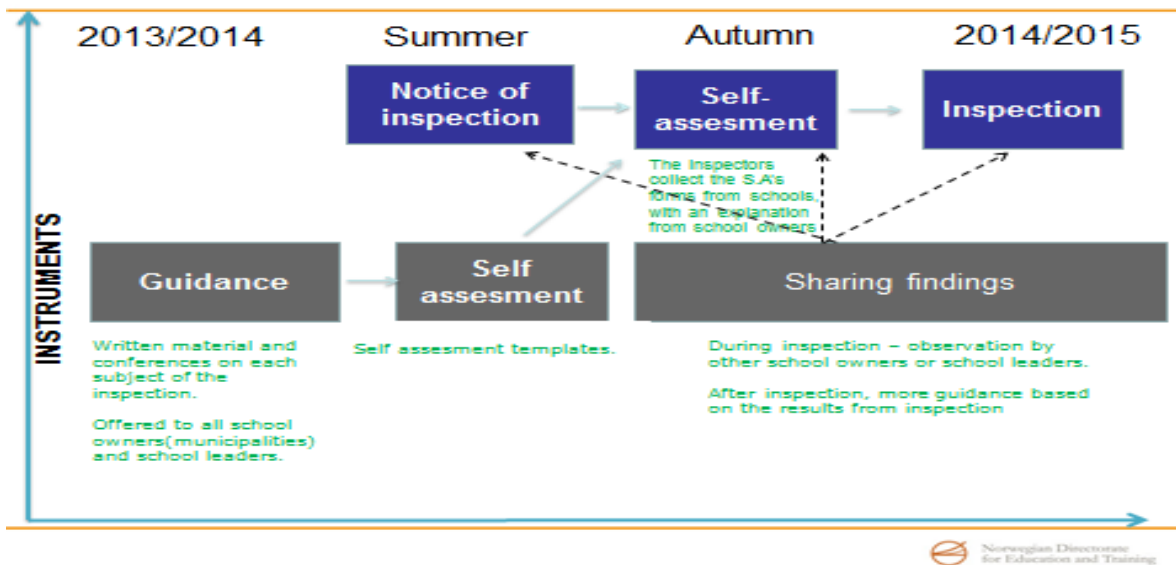 2013/2014
Summer
Autumn
2014/2015
Notice of
inspection
Self-
assesment
Inspection
The Inspectors
collect the S.A's
forms from schools,
with an explanation
from school owners
INSTRUMENTS
Guidance
Self
assesment
Sharing findings
Written material and
conferences on each
subject of the
inspection.
Offered to all school
owners(municipalities)
and school leaders.
Self assesment templates.
During inspection – observation by
other school owners or school leaders.
After inspection, more guidance based
on the results from inspection
Norwegian Directorate
for Education and Training